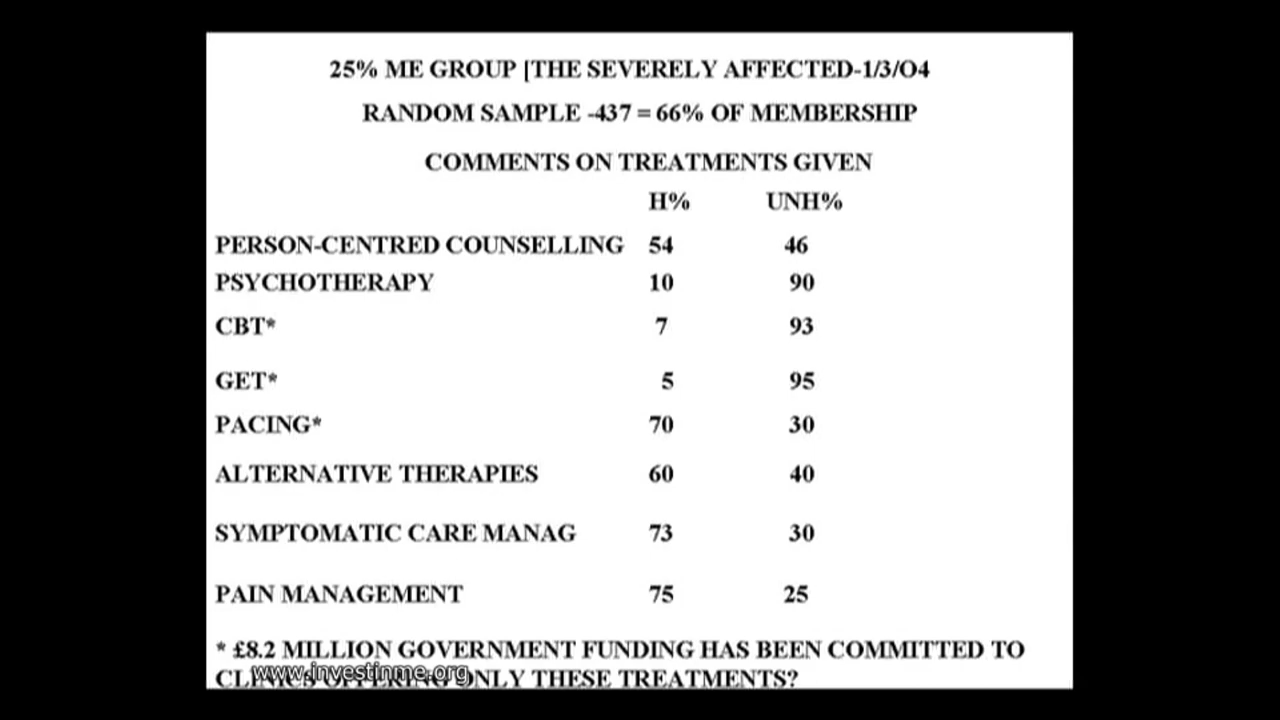 25% ME GROUP [THE SEVERELY AFFECTED-1/3/O4
RANDOM SAMPLE -437 = 66% OF MEMBERSHIP
COMMENTS ON TREATMENTS GIVEN
H% UNH%
PERSON-CENTRED COUNSELLING 54 46
PSYCHOTHERAPY 10 90
CBT* 7 93
GET* 5 95
PACING* 70 30
ALTERNATIVE THERAPIES 60 40
SYMPTOMATIC CARE MANAG 73 30
PAIN MANAGEMENT 75 25
* £8.2 MILLION GOVERNMENT FUNDING HAS BEEN COMMITTED TO
www.investinme.org
CLINICS OFFERING ONLY THESE TREATMENTS?